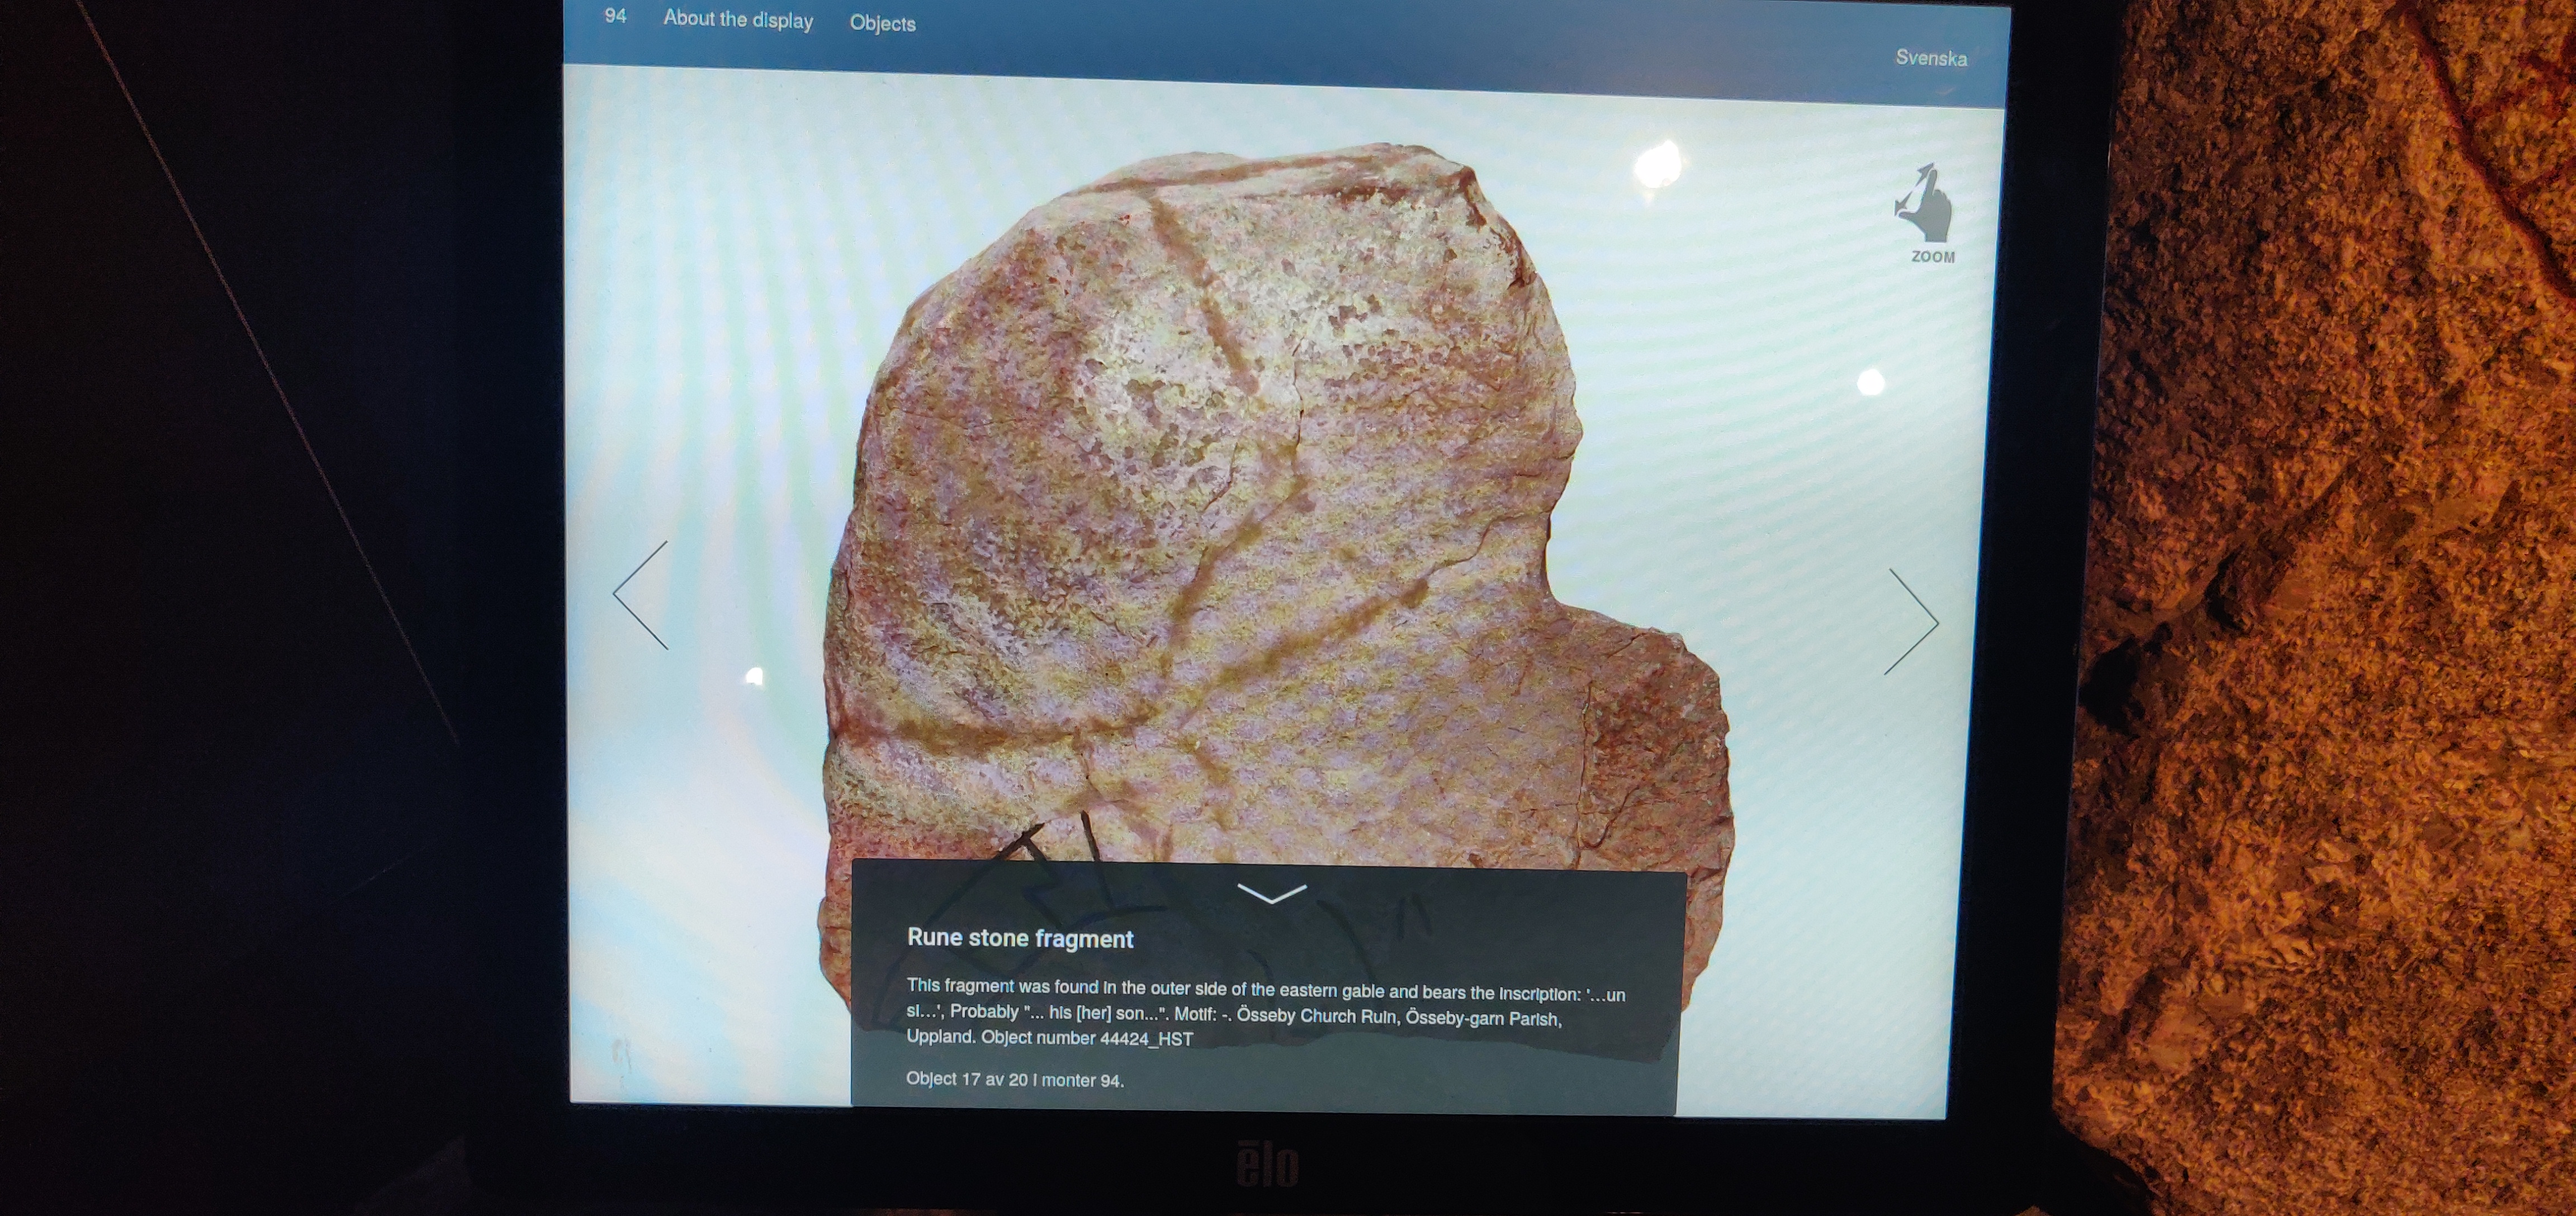 94 About the display Objects
Svenska
ZOOM
Rune stone fragment
This fragment was found in the outer side of the eastern gable and bears the inscription: '...un
si...', Probably "... his [her] son...". Motif: -. Össeby Church Ruin, Össeby-garn Parish,
Uppland. Object number 44424_HST
Object 17 av 20 i monter 94.
ēlo